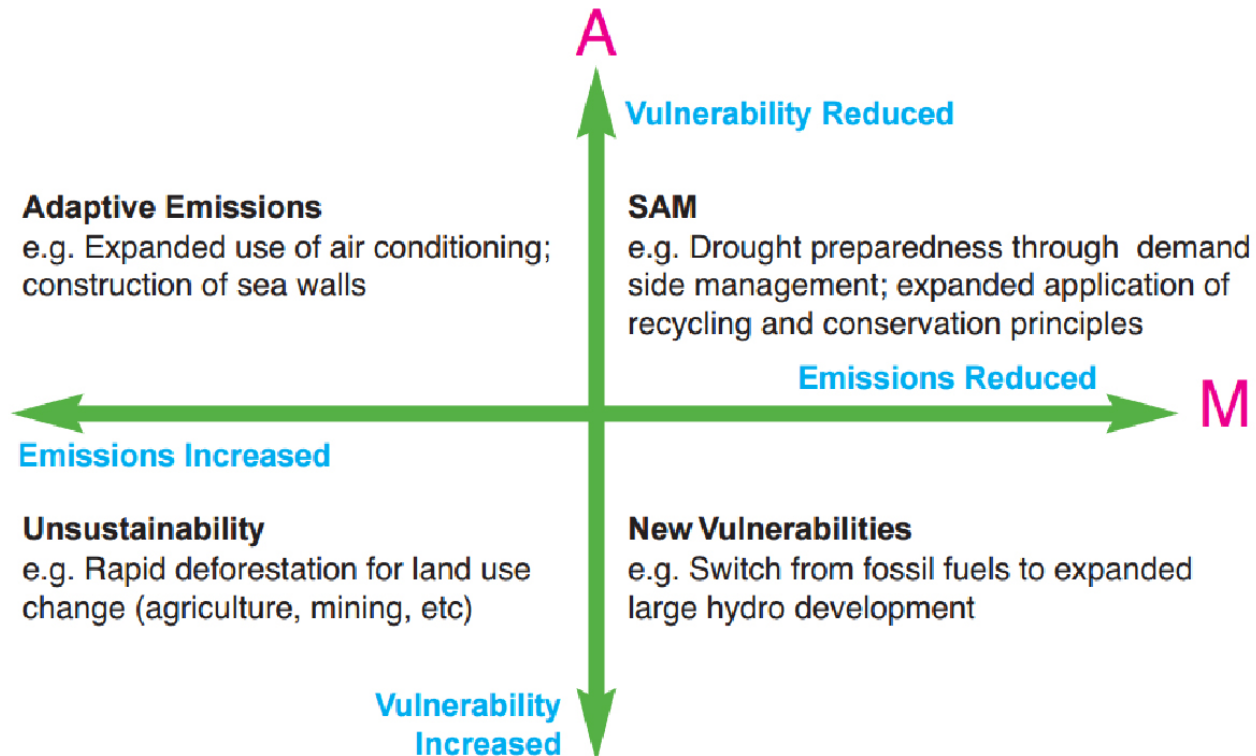 A
Vulnerability Reduced
Adaptive Emissions
e.g. Expanded use of air conditioning;
construction of sea walls
SAM
e.g. Drought preparedness through demand
side management; expanded application of
recycling and conservation principles
Emissions Reduced
M
Emissions Increased
Unsustainability
e.g. Rapid deforestation for land use
change (agriculture, mining, etc)
New Vulnerabilities
e.g. Switch from fossil fuels to expanded
large hydro development
Vulnerability
Increased